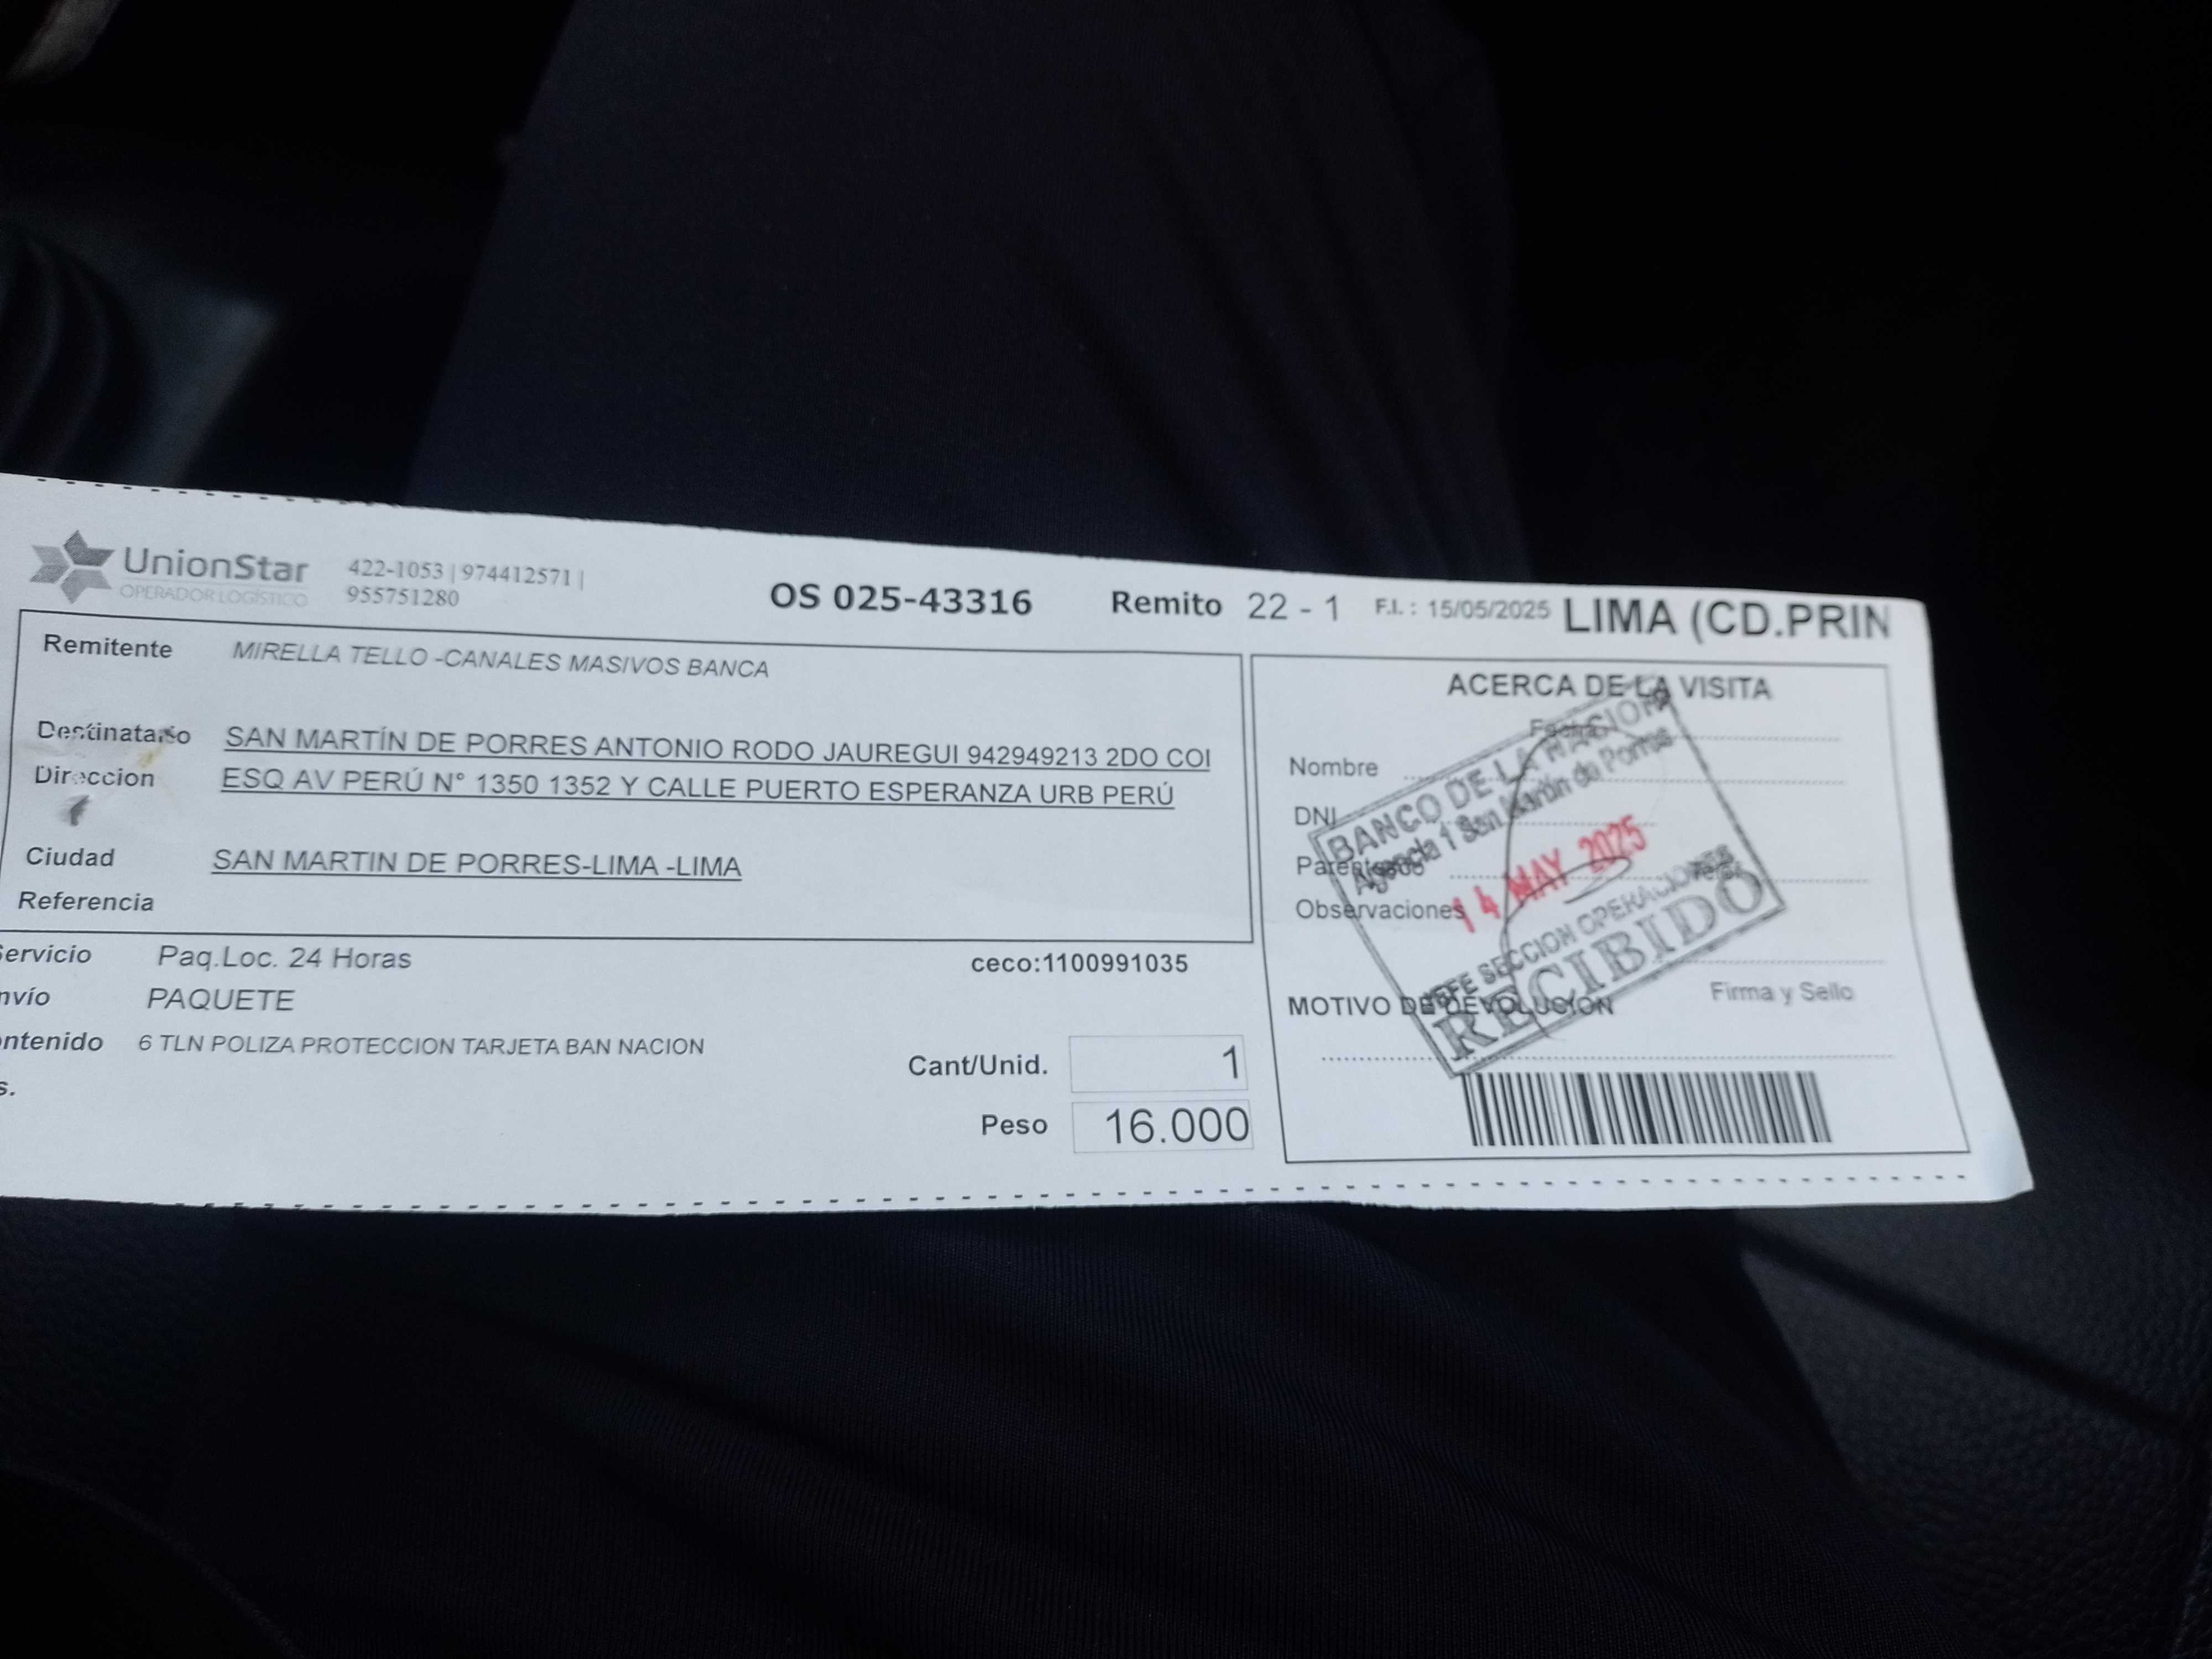 UnionStar
OPERADOR LOGÍSTICO
422-1053 | 974412571 |
955751280
OS 025-43316
Remito 22 - 1
F.I. : 15/05/2025
LIMA (CD.PRIN
Remitente MIRELLA TELLO -CANALES MASIVOS BANCA
Destinatario SAN MARTÍN DE PORRES ANTONIO RODO JAUREGUI 942949213 2DO COI
Direccion ESQ AV PERÚ N° 1350 1352 Y CALLE PUERTO ESPERANZA URB PERÚ
Ciudad SAN MARTIN DE PORRES-LIMA -LIMA
Referencia
Servicio Paq.Loc. 24 Horas
ceco:1100991035
nvío PAQUETE
ontenido 6 TLN POLIZA PROTECCION TARJETA BAN NACION
s.
Cant/Unid. 1
Peso 16.000
ACERCA DE LA VISITA
Fecha
Nombre
DNI
Parentesco
Observaciones
Firma y Sello
MOTIVO DE DEVOLUCION
BANCO DE LA NACION
Agencia 1 San Martín de Porres
14 MAY 2025
JEFE SECCION OPERACIONES
RECIBIDO